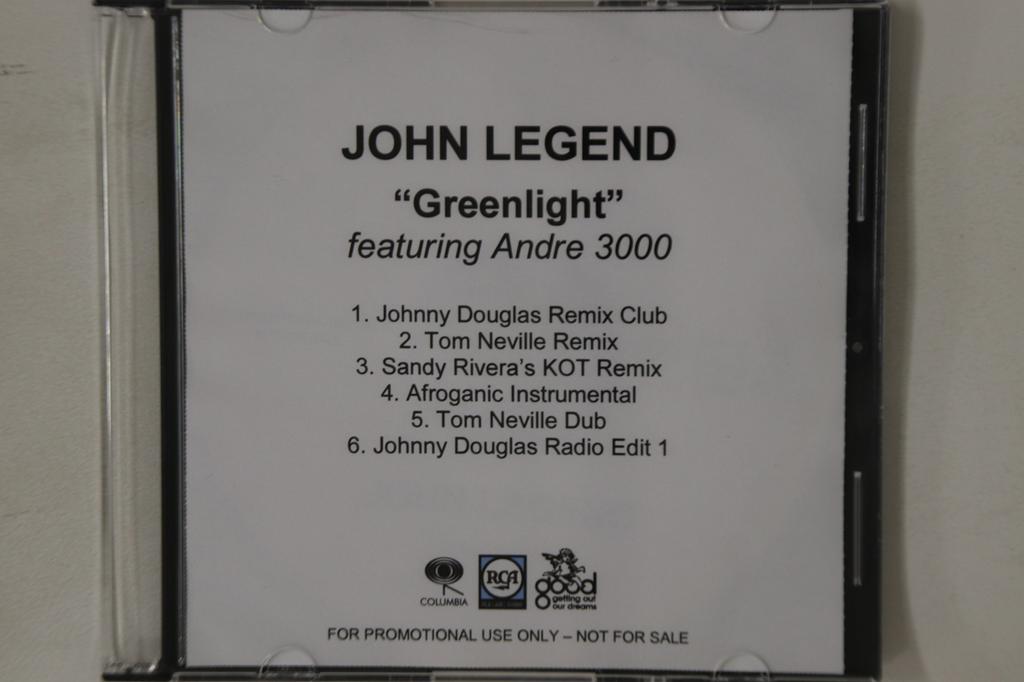 JOHN LEGEND
“Greenlight”
featuring Andre 3000
1. Johnny Douglas Remix Club
2. Tom Neville Remix
3. Sandy Rivera’s KOT Remix
4. Afroganic Instrumental
5. Tom Neville Dub
6. Johnny Douglas Radio Edit 1
COLUMBIA
RCA
good
getting out
our dreams
FOR PROMOTIONAL USE ONLY – NOT FOR SALE